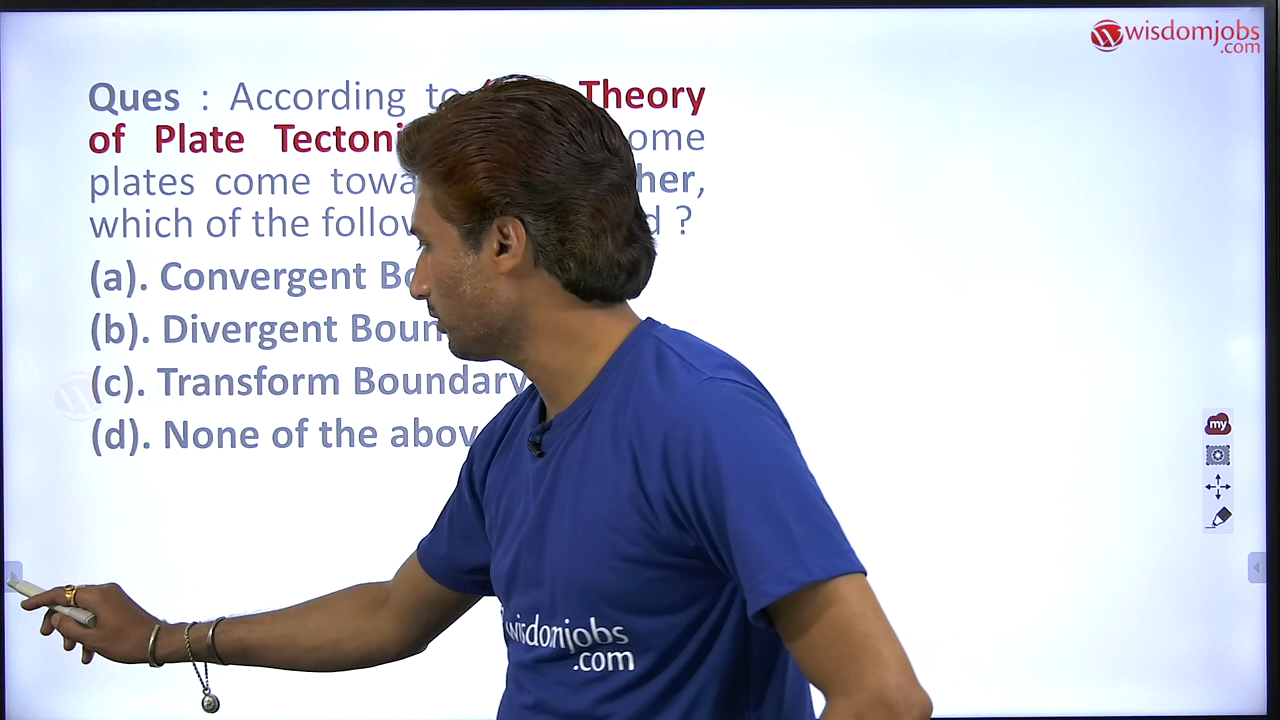 wisdomjobs
.com
Ques : According to Theory
of Plate Tectoni ome
plates come towa her,
which of the follow d ?
(a). Convergent Bo
(b). Divergent Boun
(c). Transform Boundary
(d). None of the abov
my
wisdomjobs
.com